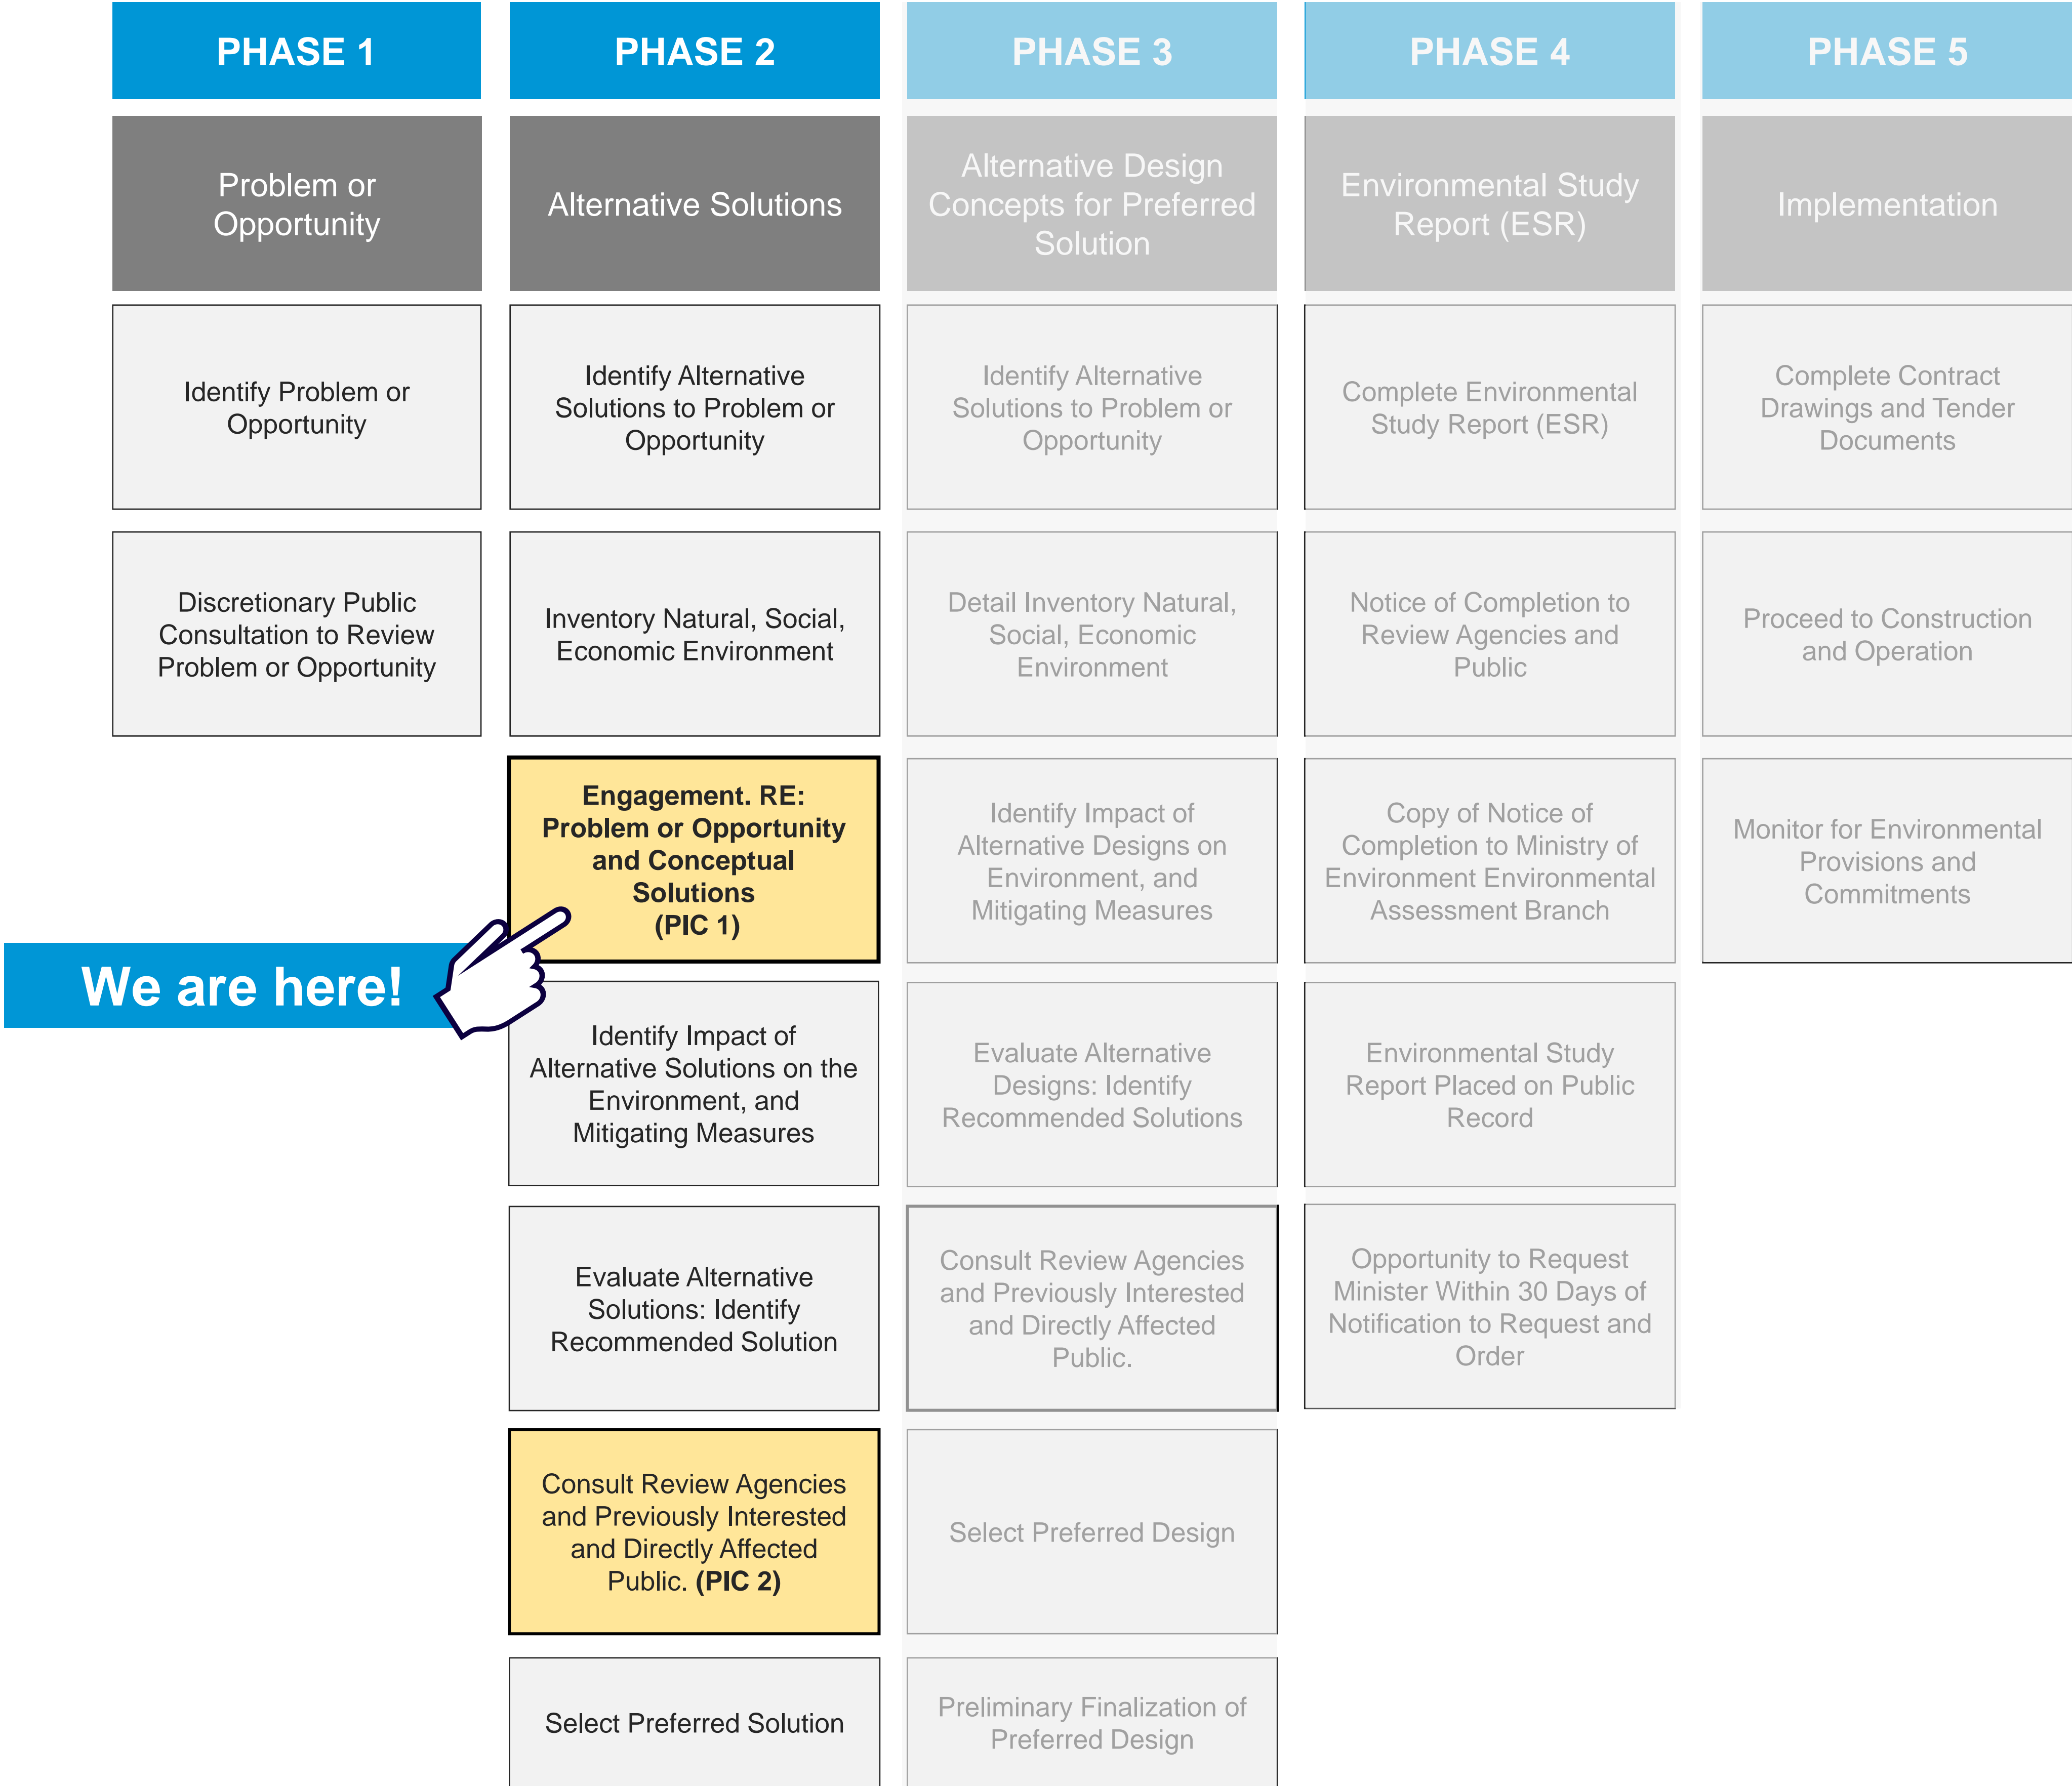 PHASE 1
PHASE 2
PHASE 3
PHASE 4
PHASE 5
Problem or
Opportunity
Alternative Solutions
Alternative Design
Concepts for Preferred
Solution
Environmental Study
Report (ESR)
Implementation
Identify Problem or
Opportunity
Identify Alternative
Solutions to Problem or
Opportunity
Identify Alternative
Solutions to Problem or
Opportunity
Complete Environmental
Study Report (ESR)
Complete Contract
Drawings and Tender
Documents
Discretionary Public
Consultation to Review
Problem or Opportunity
Inventory Natural, Social,
Economic Environment
Detail Inventory Natural,
Social, Economic
Environment
Notice of Completion to
Review Agencies and
Public
Proceed to Construction
and Operation
Engagement. RE:
Problem or Opportunity
and Conceptual
Solutions
(PIC 1)
Identify Impact of
Alternative Designs on
Environment, and
Mitigating Measures
Copy of Notice of
Completion to Ministry of
Environment Environmental
Assessment Branch
Monitor for Environmental
Provisions and
Commitments
We are here!
Identify Impact of
Alternative Solutions on the
Environment, and
Mitigating Measures
Evaluate Alternative
Designs: Identify
Recommended Solutions
Environmental Study
Report Placed on Public
Record
Evaluate Alternative
Solutions: Identify
Recommended Solution
Consult Review Agencies
and Previously Interested
and Directly Affected
Public.
Opportunity to Request
Minister Within 30 Days of
Notification to Request and
Order
Consult Review Agencies
and Previously Interested
and Directly Affected
Public. (PIC 2)
Select Preferred Design
Select Preferred Solution
Preliminary Finalization of
Preferred Design